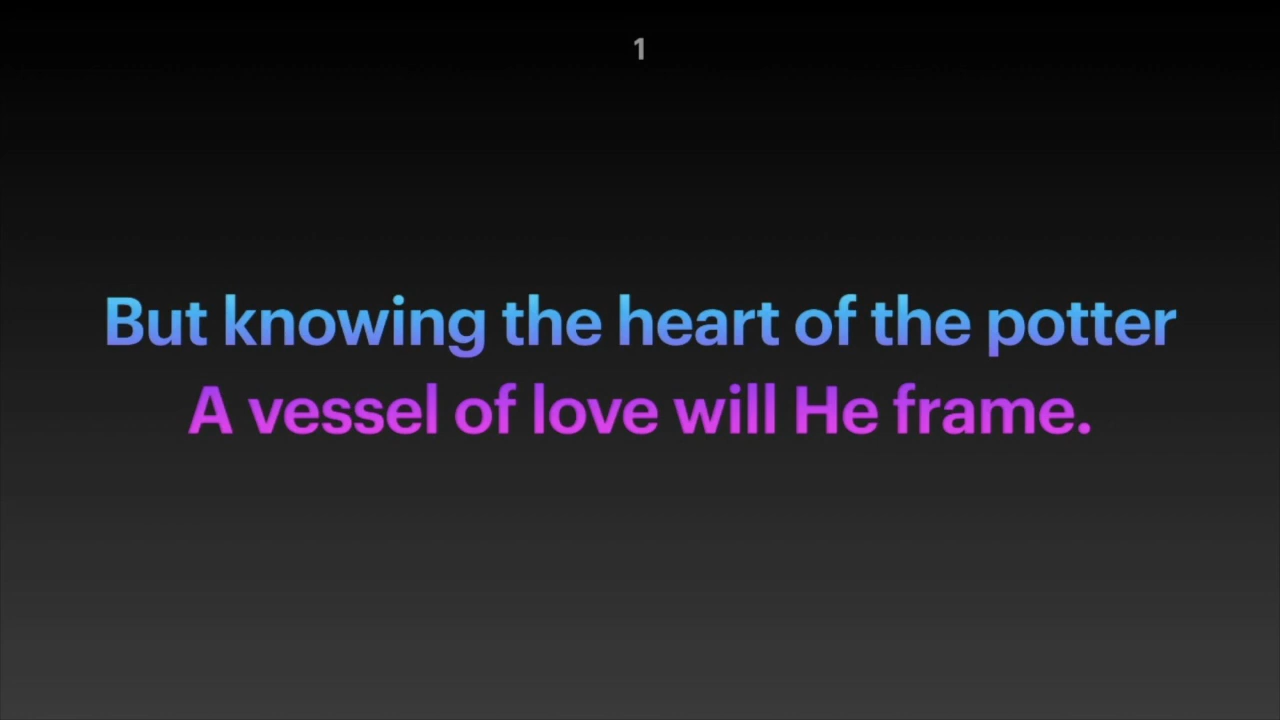 1
But knowing the heart of the potter
A vessel of love will He frame.